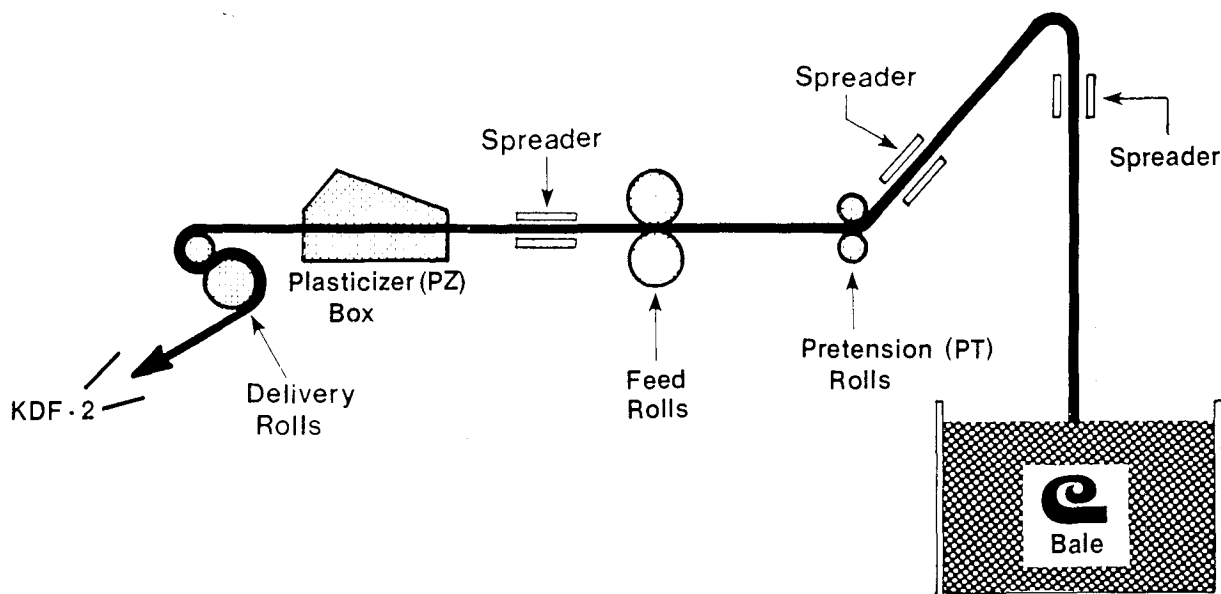 Spreader
Spreader
Spreader
Plasticizer (PZ)
Box
Pretension (PT)
Rolls
Feed
Rolls
Delivery
Rolls
KDF-2
Bale